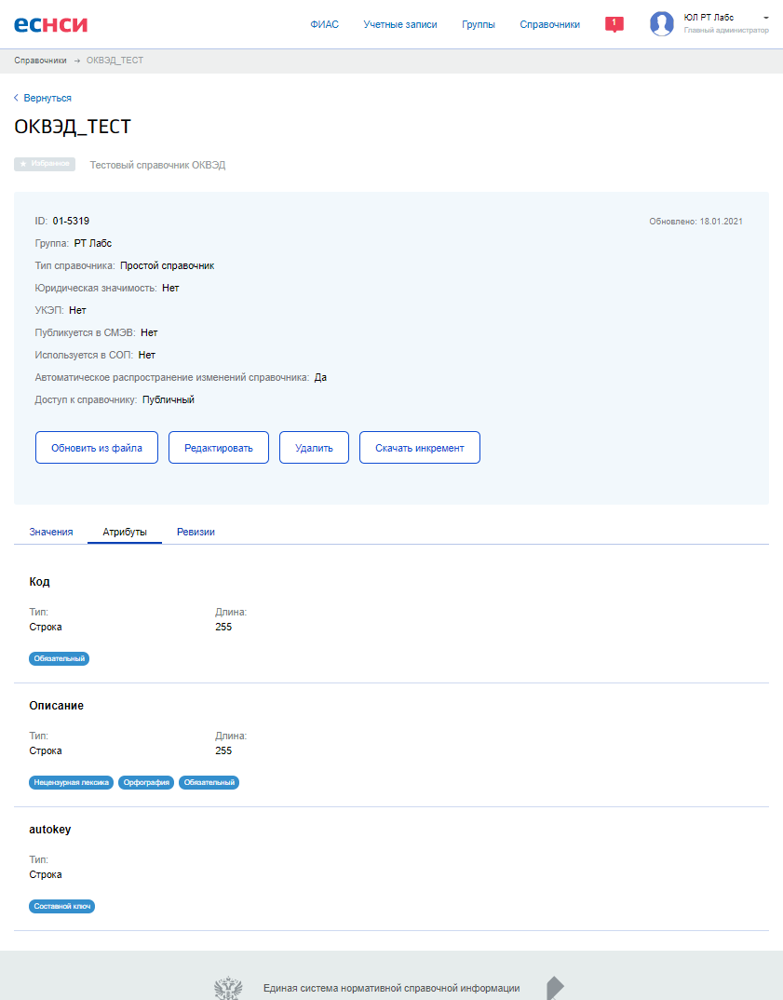 еснси
ФИАС Учетные записи Группы Справочники 1 ЮЛ РТ Лабс
Главный администратор
Справочники → ОКВЭД_ТЕСТ
Вернуться
ОКВЭД_ТЕСТ
★ Избранное Тестовый справочник ОКВЭД
ID: 01-5319 Обновлено: 18.01.2021
Группа: РТ Лабс
Тип справочника: Простой справочник
Юридическая значимость: Нет
УКЭП: Нет
Публикуется в СМЭВ: Нет
Используется в СОП: Нет
Автоматическое распространение изменений справочника: Да
Доступ к справочнику: Публичный
Обновить из файла Редактировать Удалить Скачать инкремент
Значения Атрибуты Ревизии
Код
Тип: Длина:
Строка 255
Обязательный
Описание
Тип: Длина:
Строка 255
Нецензурная лексика Орфография Обязательный
autokey
Тип:
Строка
Составной ключ
Единая система нормативной справочной информации